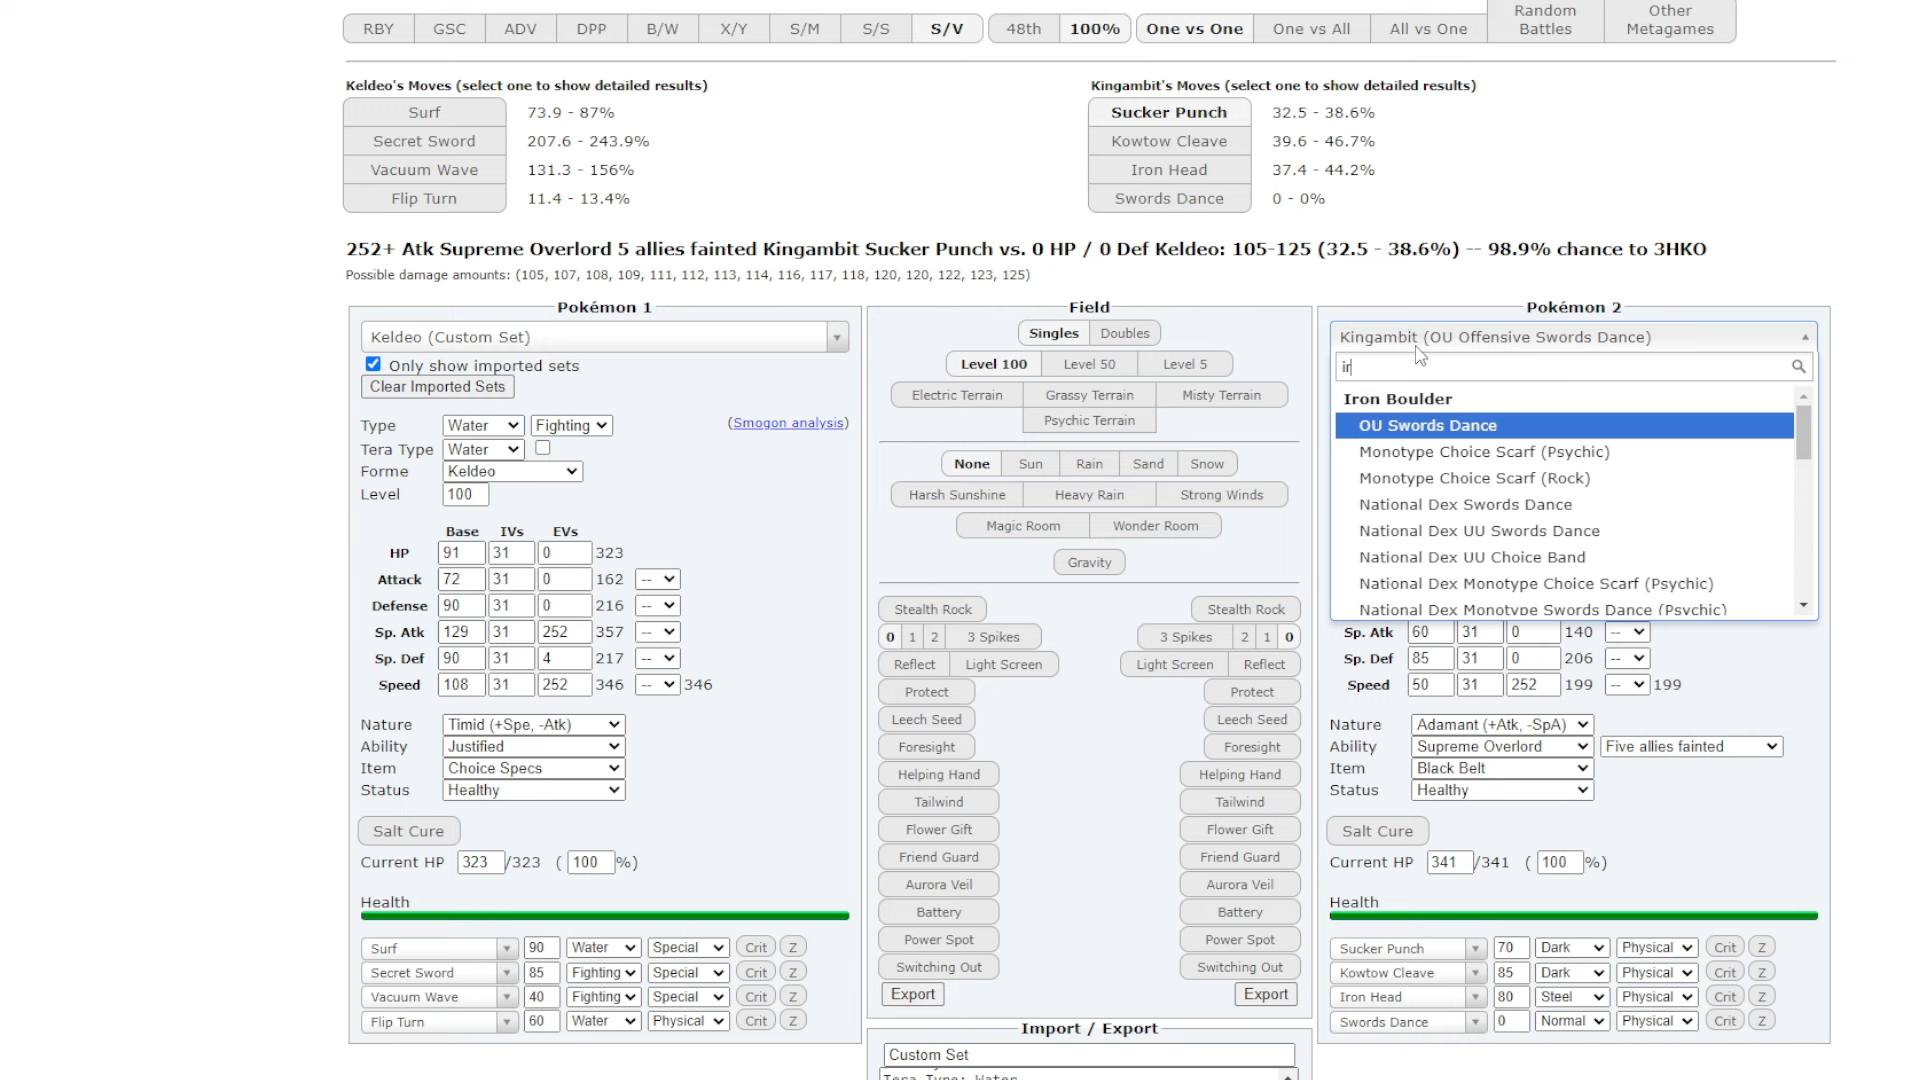 RBY GSC ADV DPP B/W X/Y S/M S/S S/V 48th 100% One vs One One vs All All vs One Random Battles Other Metagames
Keldeo's Moves (select one to show detailed results)
Surf 73.9 - 87%
Secret Sword 207.6 - 243.9%
Vacuum Wave 131.3 - 156%
Flip Turn 11.4 - 13.4%
Kingambit's Moves (select one to show detailed results)
Sucker Punch 32.5 - 38.6%
Kowtow Cleave 39.6 - 46.7%
Iron Head 37.4 - 44.2%
Swords Dance 0 - 0%
252+ Atk Supreme Overlord 5 allies fainted Kingambit Sucker Punch vs. 0 HP / 0 Def Keldeo: 105-125 (32.5 - 38.6%) -- 98.9% chance to 3HKO
Possible damage amounts: (105, 107, 108, 109, 111, 112, 113, 114, 116, 117, 118, 120, 120, 122, 123, 125)
Pokémon 1
Keldeo (Custom Set)
Only show imported sets
Clear Imported Sets
Type Water Fighting (Smogon analysis)
Tera Type Water
Forme Keldeo
Level 100
Base IVs EVs
HP 91 31 0 323
Attack 72 31 0 162 --
Defense 90 31 0 216 --
Sp. Atk 129 31 252 357 --
Sp. Def 90 31 4 217 --
Speed 108 31 252 346 -- 346
Nature Timid (+Spe, -Atk)
Ability Justified
Item Choice Specs
Status Healthy
Salt Cure
Current HP 323 /323 ( 100 %)
Health
Surf 90 Water Special Crit Z
Secret Sword 85 Fighting Special Crit Z
Vacuum Wave 40 Fighting Special Crit Z
Flip Turn 60 Water Physical Crit Z
Field
Singles Doubles
Level 100 Level 50 Level 5
Electric Terrain Grassy Terrain Misty Terrain
Psychic Terrain
None Sun Rain Sand Snow
Harsh Sunshine Heavy Rain Strong Winds
Magic Room Wonder Room
Gravity
Stealth Rock Stealth Rock
0 1 2 3 Spikes 3 Spikes 2 1 0
Reflect Light Screen Light Screen Reflect
Protect Protect
Leech Seed Leech Seed
Foresight Foresight
Helping Hand Helping Hand
Tailwind Tailwind
Flower Gift Flower Gift
Friend Guard Friend Guard
Aurora Veil Aurora Veil
Battery Battery
Power Spot Power Spot
Switching Out Switching Out
Export Export
Import / Export
Custom Set
Tera Type: Water
Pokémon 2
Kingambit (OU Offensive Swords Dance)
ir
Iron Boulder
OU Swords Dance
Monotype Choice Scarf (Psychic)
Monotype Choice Scarf (Rock)
National Dex Swords Dance
National Dex UU Swords Dance
National Dex UU Choice Band
National Dex Monotype Choice Scarf (Psychic)
National Dex Monotype Swords Dance (Psychic)
Sp. Atk 60 31 0 140 --
Sp. Def 85 31 0 206 --
Speed 50 31 252 199 -- 199
Nature Adamant (+Atk, -SpA)
Ability Supreme Overlord Five allies fainted
Item Black Belt
Status Healthy
Salt Cure
Current HP 341 /341 ( 100 %)
Health
Sucker Punch 70 Dark Physical Crit Z
Kowtow Cleave 85 Dark Physical Crit Z
Iron Head 80 Steel Physical Crit Z
Swords Dance 0 Normal Physical Crit Z